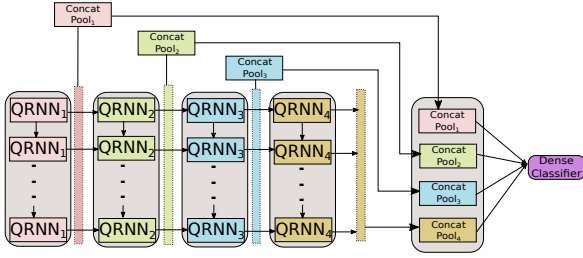 Concat
Pool1
Concat
Pool2
Concat
Pool3
QRNN1 QRNN2 QRNN3 QRNN4
QRNN1 QRNN2 QRNN3 QRNN4
QRNN1 QRNN2 QRNN3 QRNN4
Concat
Pool1
Concat
Pool2
Concat
Pool3
Concat
Pool4
Dense
Classifier